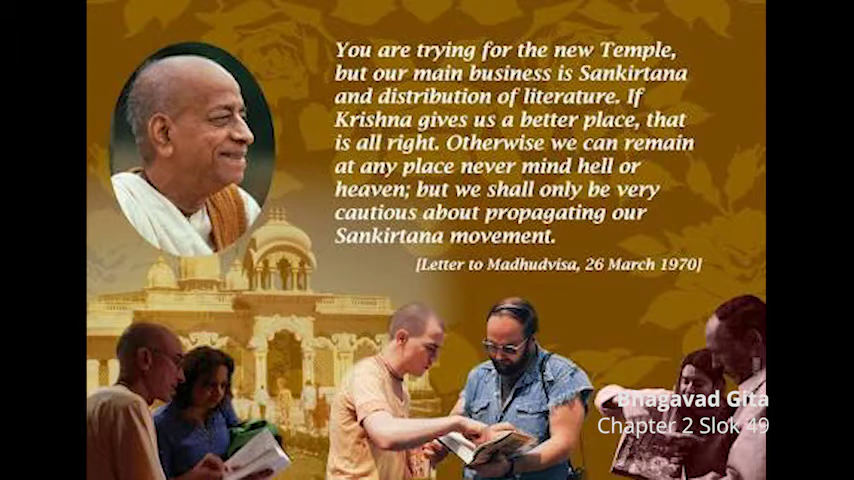 You are trying for the new Temple,
but our main business is Sankirtana
and distribution of literature. If
Krishna gives us a better place, that
is all right. Otherwise we can remain
at any place never mind hell or
heaven; but we shall only be very
cautious about propagating our
Sankirtana movement.
[Letter to Madhudvisa, 26 March 1970]
Bhagavad Gita
Chapter 2 Slok 49